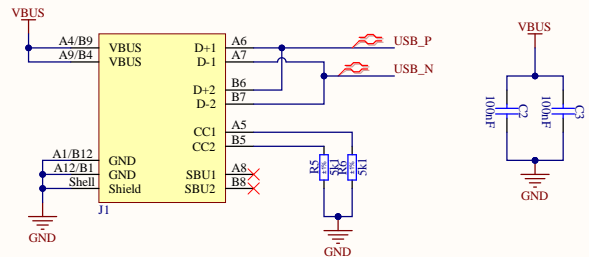 VBUS
A4/B9 VBUS D+1 A6 USB_P
A9/B4 VBUS D-1 A7
USB_N
D+2 B6
D-2 B7
CC1 A5
CC2 B5
A1/B12 GND
A12/B1 GND SBU1 A8
Shell Shield SBU2 B8
J1
GND
R5 ±1% 5k1
R6 ±1% 5k1
GND
VBUS
C2 100nF
C3 100nF
GND